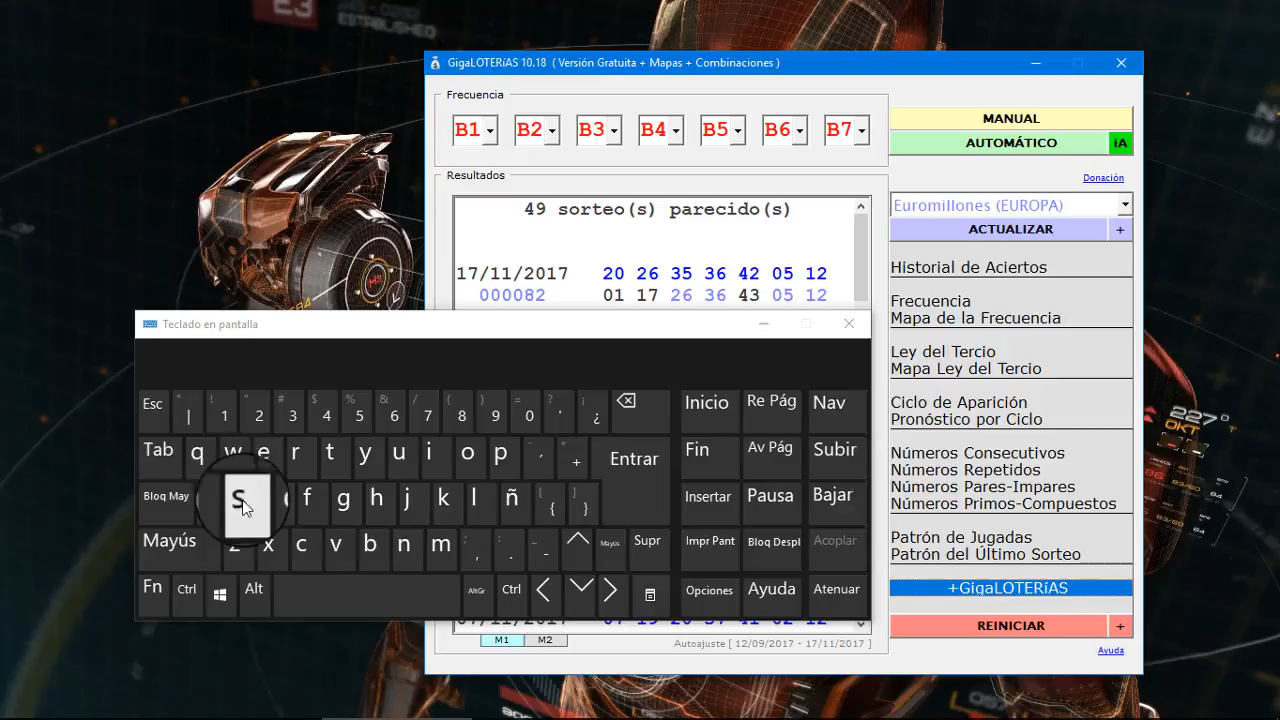 E3
ESTABLISHED
GigaLOTERíAS 10.18 ( Versión Gratuita + Mapas + Combinaciones )
Frecuencia
B1 B2 B3 B4 B5 B6 B7
MANUAL
AUTOMÁTICO iA
Donación
Resultados
49 sorteo(s) parecido(s)
17/11/2017 20 26 35 36 42 05 12
000082 01 17 26 36 43 05 12
Euromillones (EUROPA)
ACTUALIZAR +
Historial de Aciertos
Frecuencia
Mapa de la Frecuencia
Ley del Tercio
Mapa Ley del Tercio
Ciclo de Aparición
Pronóstico por Ciclo
Números Consecutivos
Números Repetidos
Números Pares-Impares
Números Primos-Compuestos
Patrón de Jugadas
Patrón del Último Sorteo
+GigaLOTERíAS
REINICIAR +
Ayuda
M1 M2
Autoajuste [ 12/09/2017 - 17/11/2017 ]
Teclado en pantalla
Esc ° | ! 1 " 2 # 3 $ 4 % 5 & 6 / 7 ( 8 ) 9 = 0 ? ' ¡ ¿ Inicio Re Pág Nav
Tab q w e r t y u i o p ¨ ´ * + Entrar Fin Av Pág Subir
Bloq May S d f g h j k l ñ [ { ] } Insertar Pausa Bajar
Mayús z x c v b n m ; , : . _ - Mayús Supr Impr Pant Bloq Despl Acoplar
Fn Ctrl Alt AltGr Ctrl Opciones Ayuda Atenuar
227°
OKT